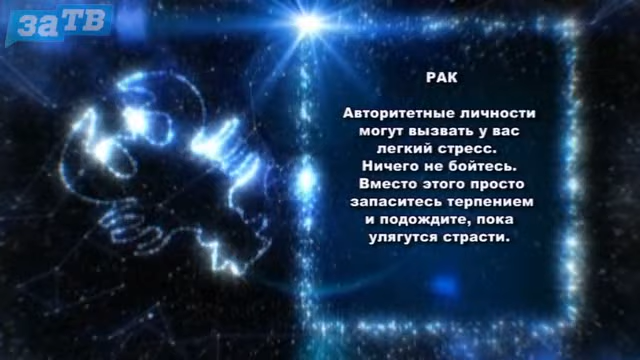 заТВ
РАК
Авторитетные личности
могут вызвать у вас
легкий стресс.
Ничего не бойтесь.
Вместо этого просто
запаситесь терпением
и подождите, пока
улягутся страсти.